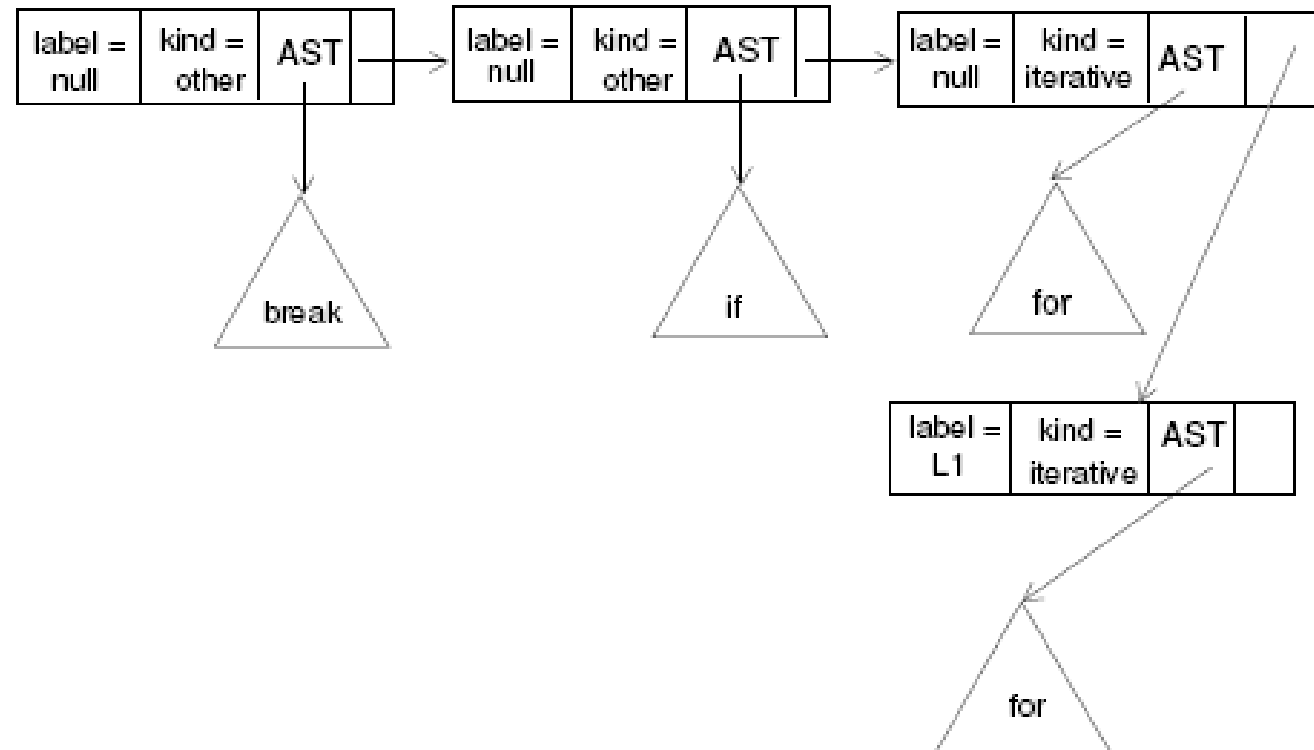 label =
null
kind =
other
AST
label =
null
kind =
other
AST
label =
null
kind =
iterative
AST
break
if
for
label =
L1
kind =
iterative
AST
for